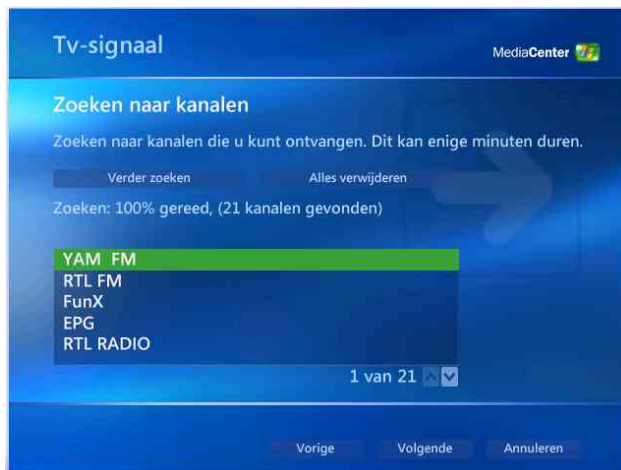 Tv-signaal
MediaCenter
Zoeken naar kanalen
Zoeken naar kanalen die u kunt ontvangen. Dit kan enige minuten duren.
Verder zoeken Alles verwijderen
Zoeken: 100% gereed, (21 kanalen gevonden)
YAM FM
RTL FM
FunX
EPG
RTL RADIO
1 van 21
Vorige Volgende Annuleren